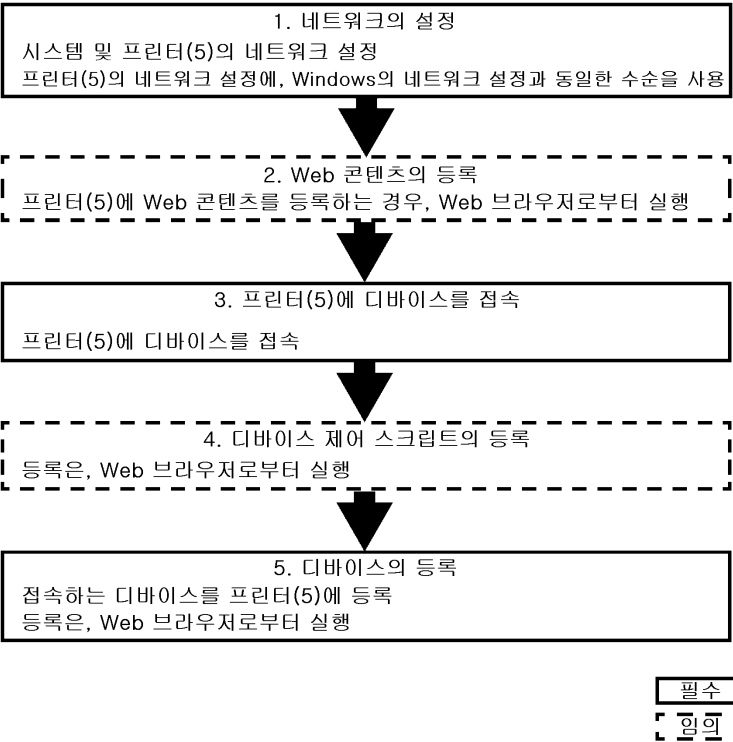 1. 네트워크의 설정
시스템 및 프린터(5)의 네트워크 설정
프린터(5)의 네트워크 설정에, Windows의 네트워크 설정과 동일한 수순을 사용
2. Web 콘텐츠의 등록
프린터(5)에 Web 콘텐츠를 등록하는 경우, Web 브라우저로부터 실행
3. 프린터(5)에 디바이스를 접속
프린터(5)에 디바이스를 접속
4. 디바이스 제어 스크립트의 등록
등록은, Web 브라우저로부터 실행
5. 디바이스의 등록
접속하는 디바이스를 프린터(5)에 등록
등록은, Web 브라우저로부터 실행
필수
임의